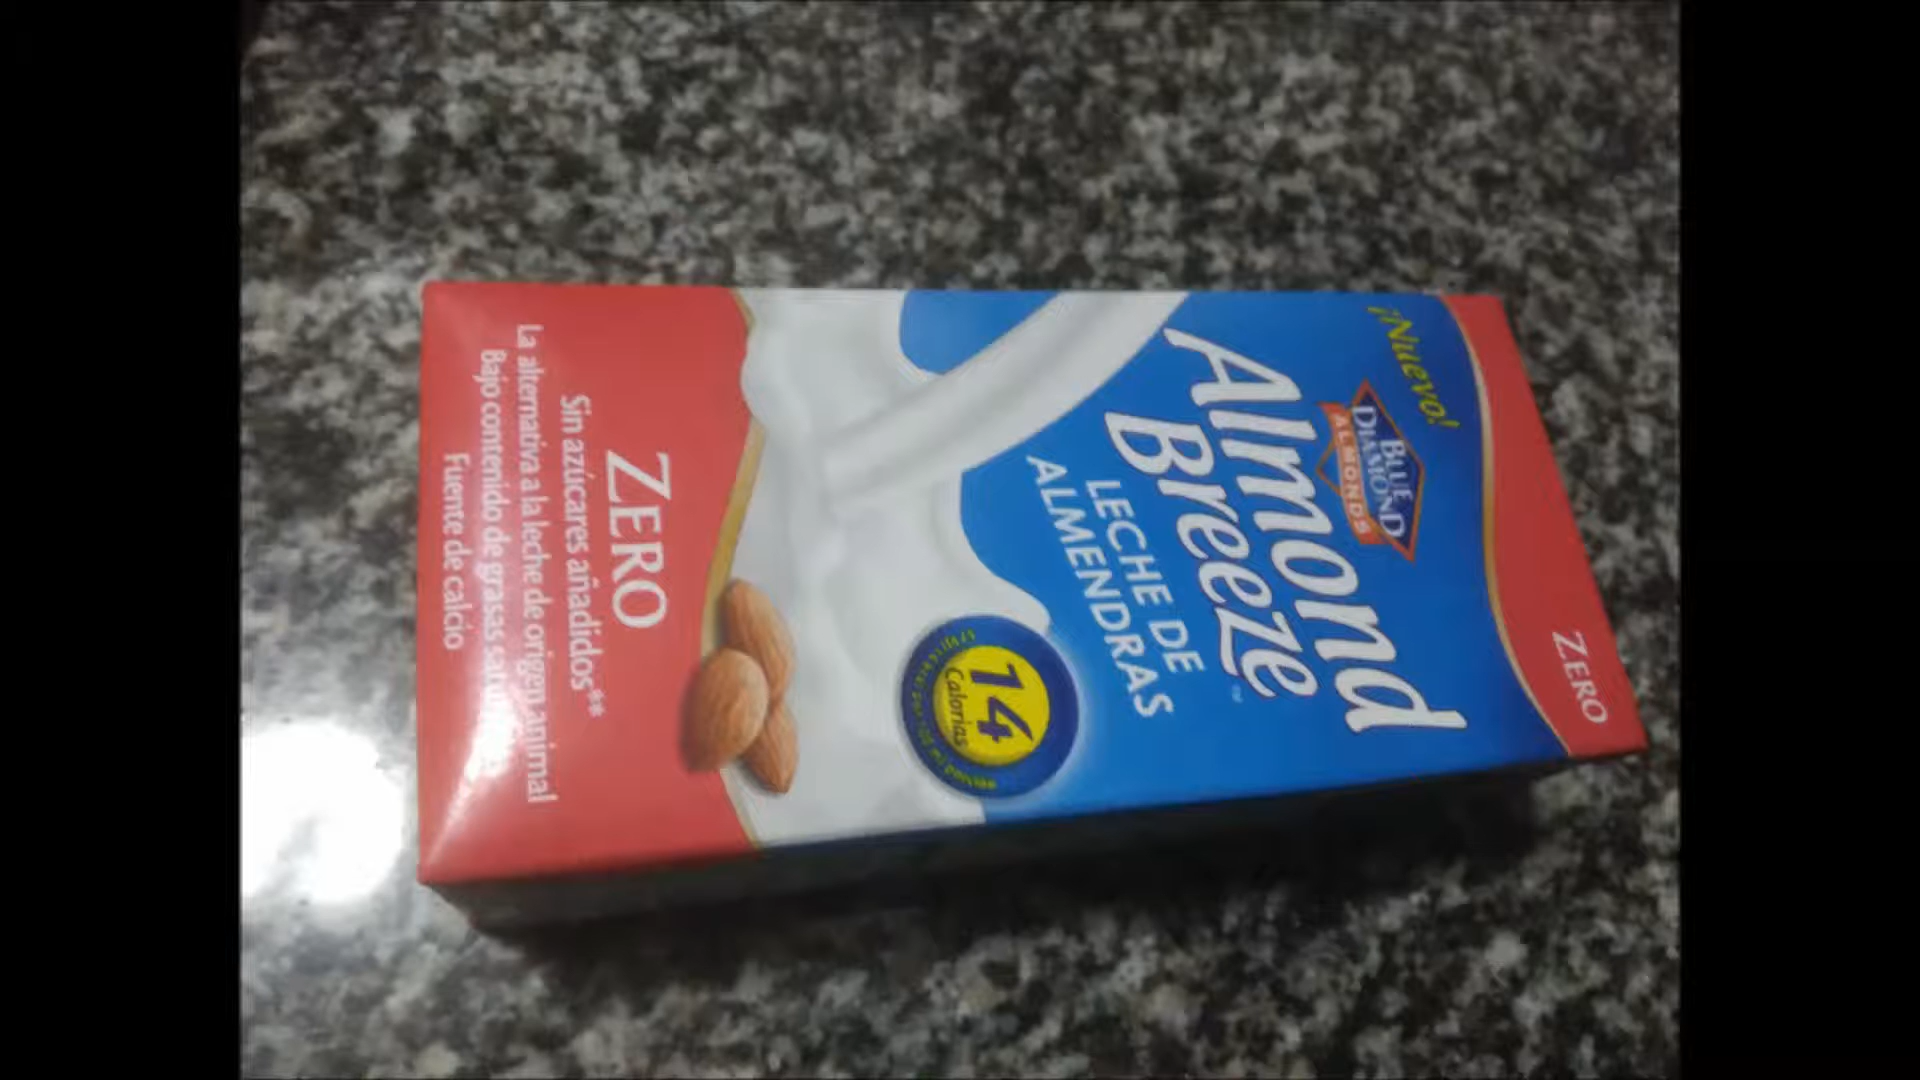 ZERO
¡Nuevo!
BLUE
DIAMOND
ALMONDS
Almond
Breeze
™
LECHE DE
ALMENDRAS
14
Calorías
ZERO
Sin azúcares añadidos**
La alternativa a la leche de origen animal
Bajo contenido de grasas
Fuente de calcio